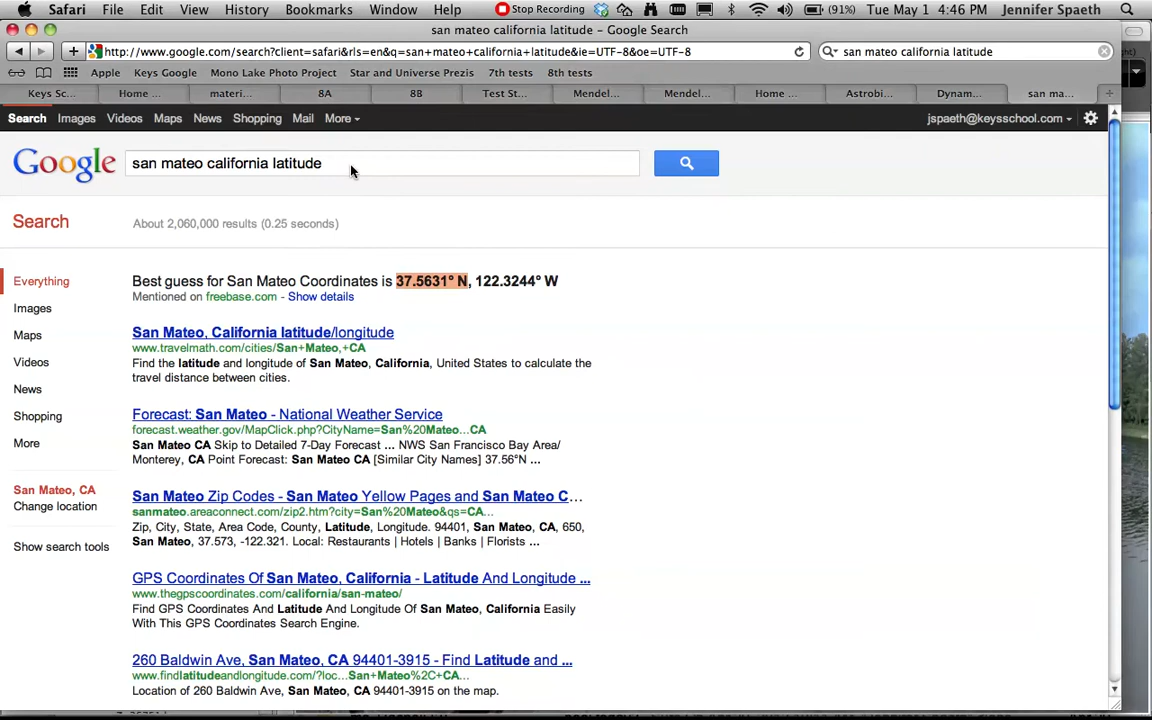 Safari File Edit View History Bookmarks Window Help Stop Recording (91%) Tue May 1 4:46 PM Jennifer Spaeth
san mateo california latitude – Google Search
http://www.google.com/search?client=safari&rls=en&q=san+mateo+california+latitude&ie=UTF-8&oe=UTF-8 san mateo california latitude
Apple Keys Google Mono Lake Photo Project Star and Universe Prezis 7th tests 8th tests
Keys Sc... Home ... materi... 8A 8B Test St... Mendel... Mendel... Home ... Astrobi... Dynam... san ma...
Search Images Videos Maps News Shopping Mail More jspaeth@keysschool.com
Google san mateo california latitude
Search About 2,060,000 results (0.25 seconds)
Everything
Images
Maps
Videos
News
Shopping
More
San Mateo, CA
Change location
Show search tools
Best guess for San Mateo Coordinates is 37.5631° N, 122.3244° W
Mentioned on freebase.com - Show details
San Mateo, California latitude/longitude
www.travelmath.com/cities/San+Mateo,+CA
Find the latitude and longitude of San Mateo, California, United States to calculate the
travel distance between cities.
Forecast: San Mateo - National Weather Service
forecast.weather.gov/MapClick.php?CityName=San%20Mateo...CA
San Mateo CA Skip to Detailed 7-Day Forecast ... NWS San Francisco Bay Area/
Monterey, CA Point Forecast: San Mateo CA [Similar City Names] 37.56°N ...
San Mateo Zip Codes - San Mateo Yellow Pages and San Mateo C...
sanmateo.areaconnect.com/zip2.htm?city=San%20Mateo&qs=CA...
Zip, City, State, Area Code, County, Latitude, Longitude. 94401, San Mateo, CA, 650,
San Mateo, 37.573, -122.321. Local: Restaurants | Hotels | Banks | Florists ...
GPS Coordinates Of San Mateo, California - Latitude And Longitude ...
www.thegpscoordinates.com/california/san-mateo/
Find GPS Coordinates And Latitude And Longitude Of San Mateo, California Easily
With This GPS Coordinates Search Engine.
260 Baldwin Ave, San Mateo, CA 94401-3915 - Find Latitude and ...
www.findlatitudeandlongitude.com/?loc...San+Mateo%2C+CA...
Location of 260 Baldwin Ave, San Mateo, CA 94401-3915 on the map.